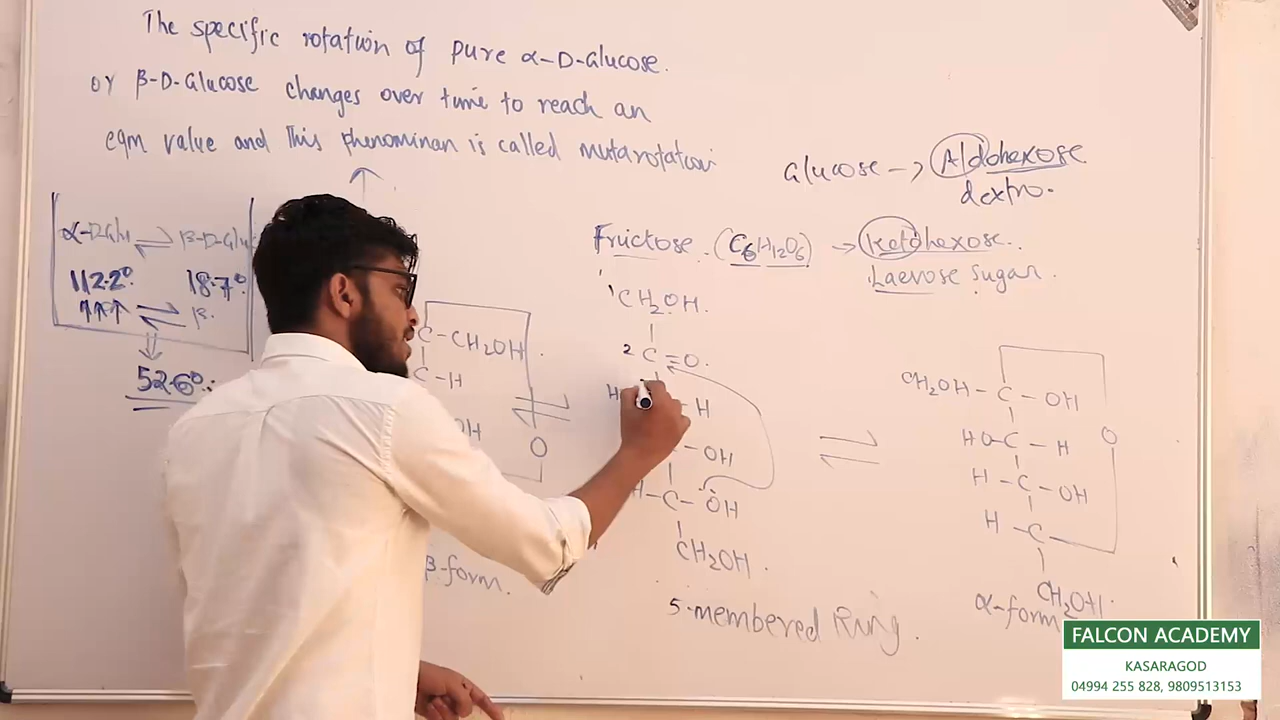 The specific rotation of pure α-D-Glucose.
or β-D-Glucose changes over time to reach an
eqm value and This phenominan is called mutarotation
α-D-Glu ⇌ β-D-Glu
112.2° 18.7°
↑↑↑ ⇌ β.
52.6°
C-CH2OH
C-H
OH
O
β-form.
Glucose → Aldohexose
dextro.
Fructose. (C6H12O6) → Ketohexose.
Laevose Sugar.
1CH2OH.
2 C=O.
H
H
-OH
H-C-OH
CH2OH.
5-membered Ring.
⇌
CH2OH-C-OH
HO-C-H
O
H-C-OH
H-C
CH2OH.
α-form
FALCON ACADEMY
KASARAGOD
04994 255 828, 9809513153